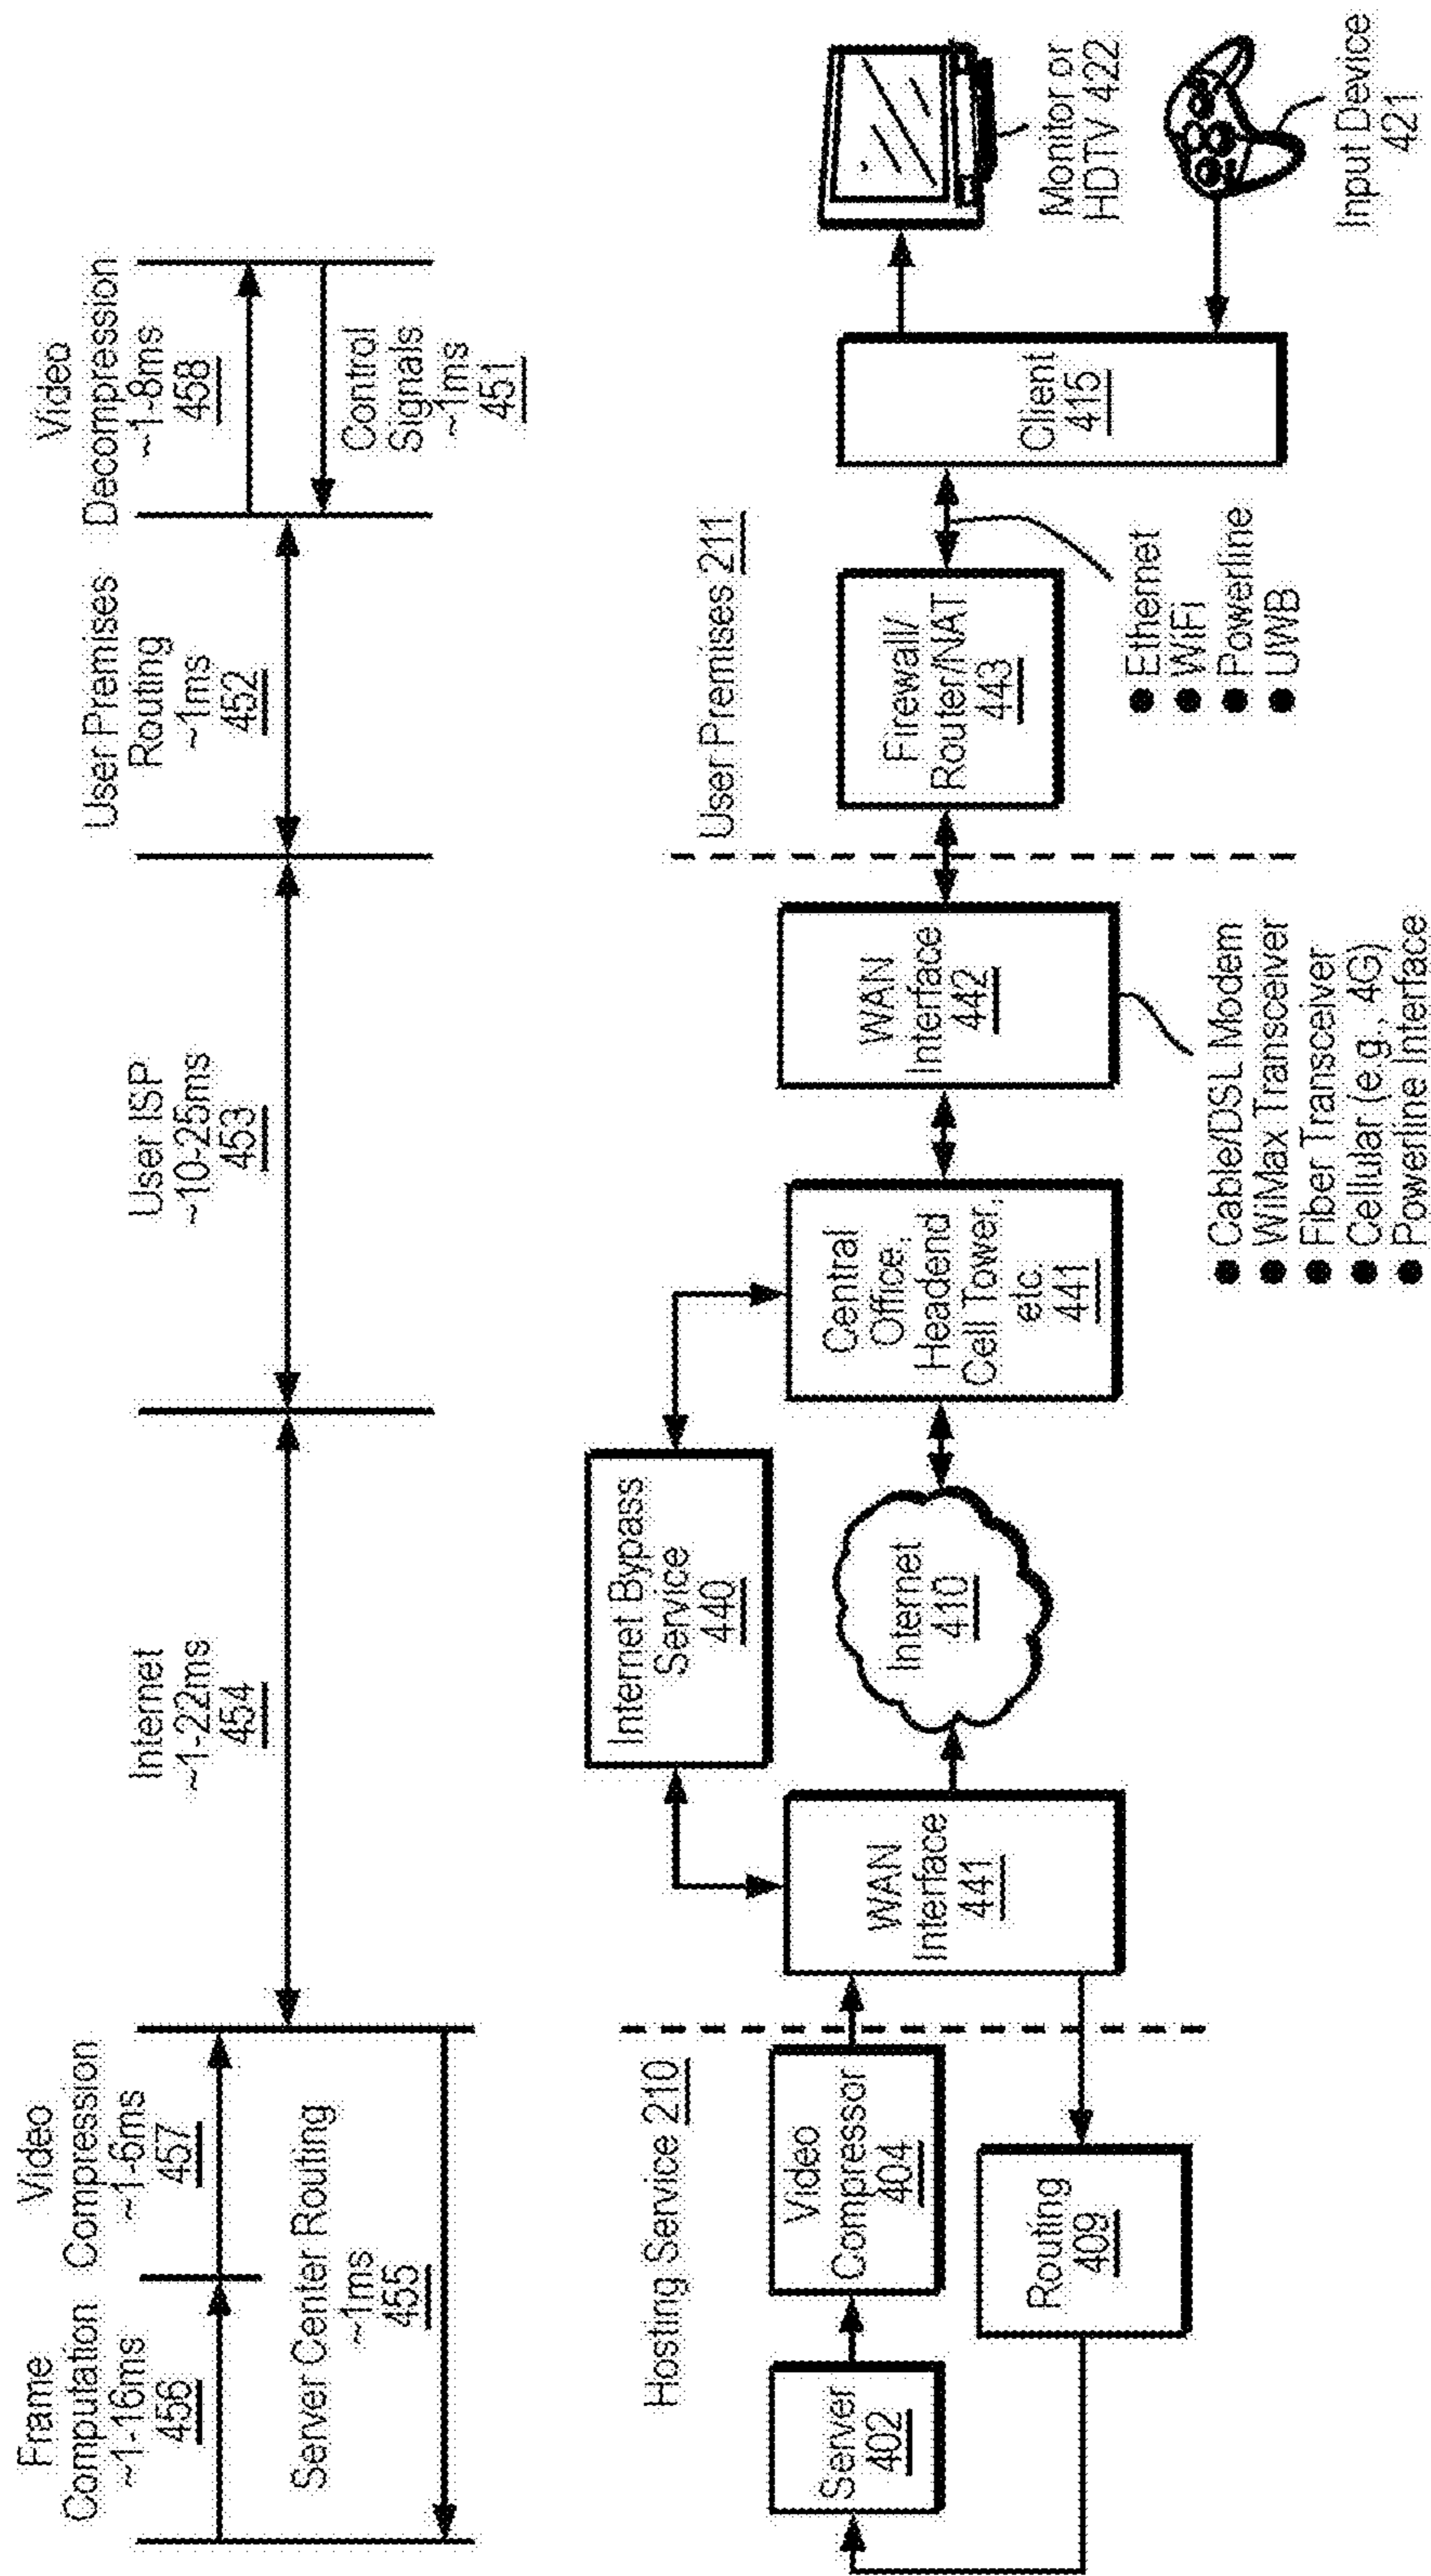 Frame
Computation
~1-16ms
456
Video
Compression
~1-6ms
457
Server Center Routing
~1ms
455
Internet
~1-22ms
454
User ISP
~10-25ms
453
User Premises
Routing
~1ms
452
Video
Decompression
~1-8ms
458
Control
Signals
~1ms
451
Hosting Service 210
Server
402
Video
Compressor
404
Routing
409
WAN
Interface
441
Internet Bypass
Service
440
Internet
410
Central
Office,
Headend
Cell Tower,
etc.
441
WAN
Interface
442
● Cable/DSL Modem
● WiMax Transceiver
● Fiber Transceiver
● Cellular (e.g., 4G)
● Powerline Interface
User Premises 211
Firewall/
Router/NAT
443
● Ethernet
● WiFi
● Powerline
● UWB
Client
415
Monitor or
HDTV 422
Input Device
421